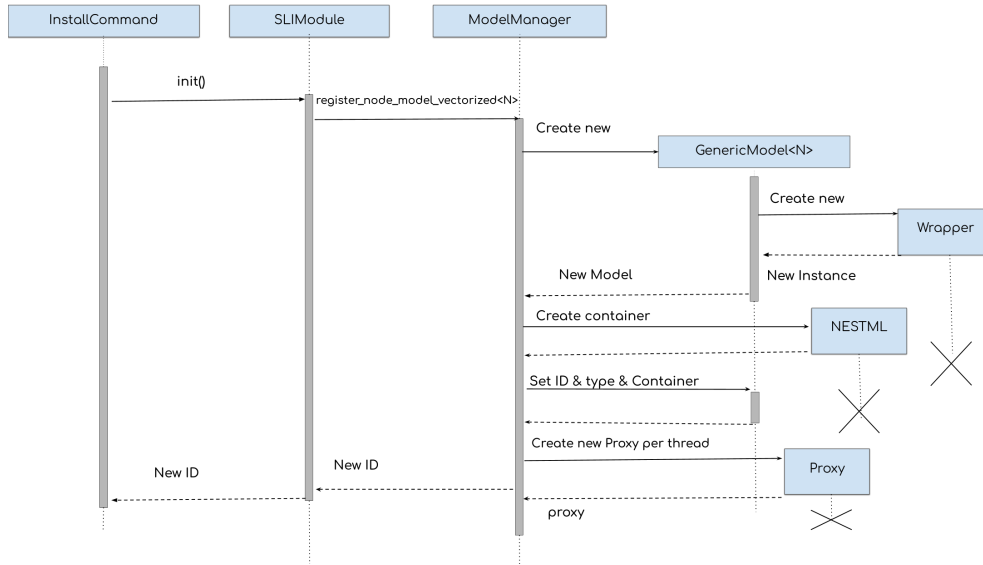 InstallCommand
SLIModule
ModelManager
init()
register_node_model_vectorized<N>
Create new
GenericModel<N>
Create new
Wrapper
New Model
New Instance
Create container
NESTML
Set ID & type & Container
Create new Proxy per thread
New ID
New ID
Proxy
proxy